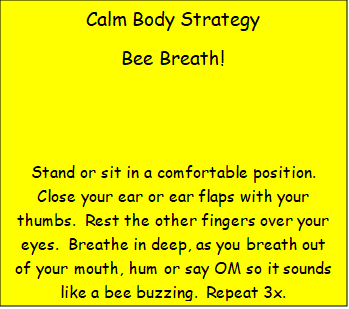 Calm Body Strategy
Bee Breath!
Stand or sit in a comfortable position.
Close your ear or ear flaps with your
thumbs.  Rest the other fingers over your
eyes.  Breathe in deep, as you breath out
of your mouth, hum or say OM so it sounds
like a bee buzzing.  Repeat 3x.